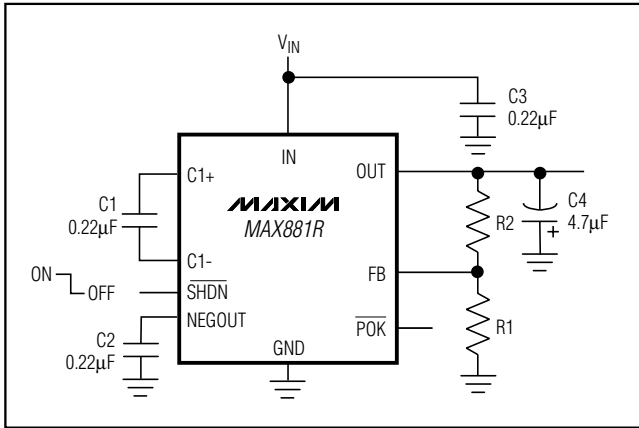 VIN
C3
0.22µF
IN
OUT
C1+
C1
0.22µF
MAXIM
MAX881R
R2
C4
4.7µF
+
C1-
ON
OFF
SHDN
FB
NEGOUT
POK
R1
C2
0.22µF
GND